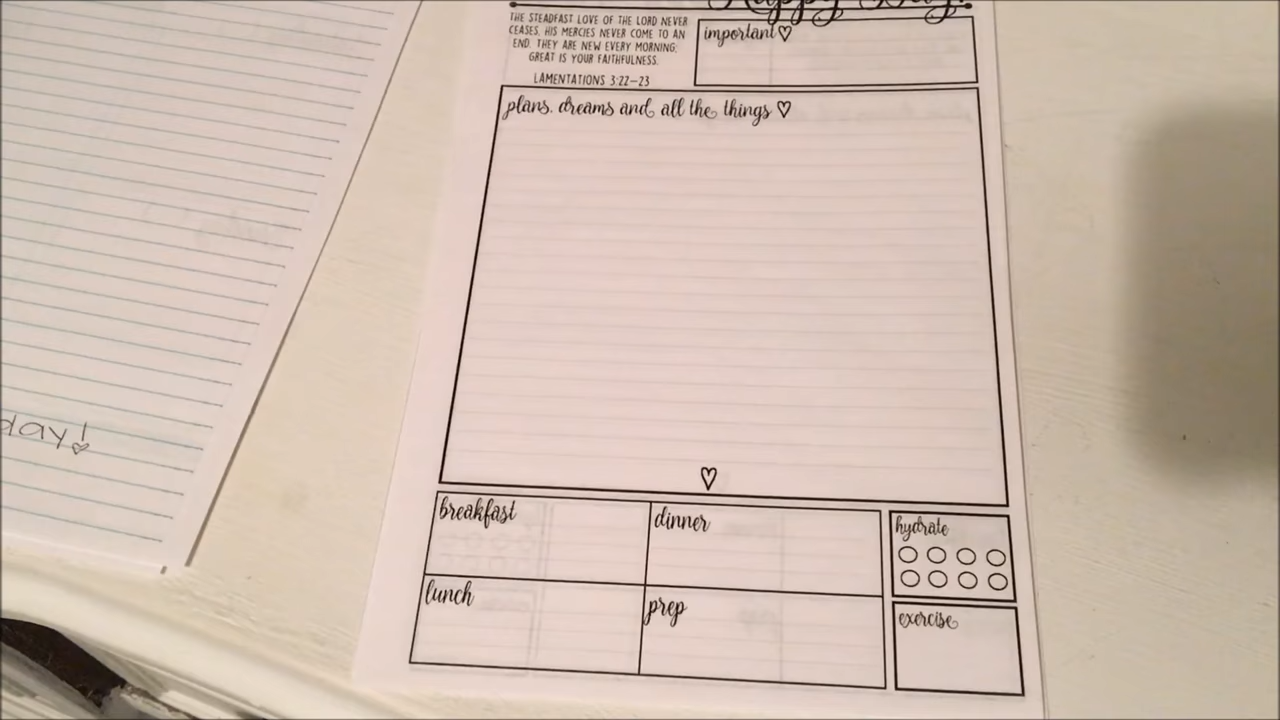 Happy Day!
THE STEADFAST LOVE OF THE LORD NEVER
CEASES, HIS MERCIES NEVER COME TO AN
END. THEY ARE NEW EVERY MORNING;
GREAT IS YOUR FAITHFULNESS.
LAMENTATIONS 3:22-23
important♡
plans. dreams and all the things ♡
breakfast
dinner
hydrate
lunch
prep
exercise
day!